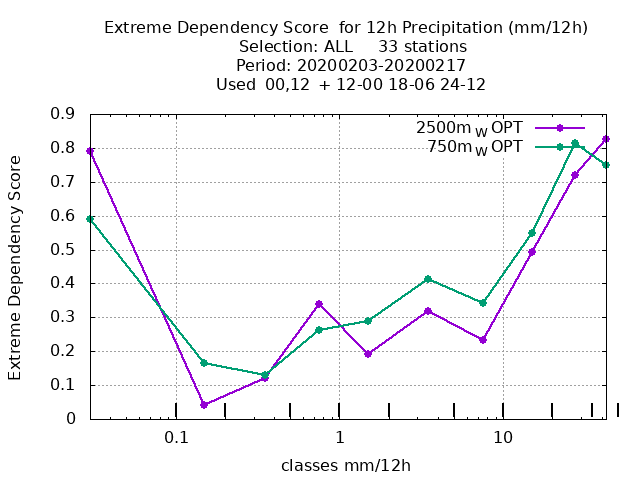 Extreme Dependency Score  for 12h Precipitation (mm/12h)
Selection: ALL     33 stations
Period: 20200203-20200217
Used  00,12  + 12-00 18-06 24-12
2500m W OPT
750m W OPT
Extreme Dependency Score
0.9
0.8
0.7
0.6
0.5
0.4
0.3
0.2
0.1
0
0.1
1
10
classes mm/12h